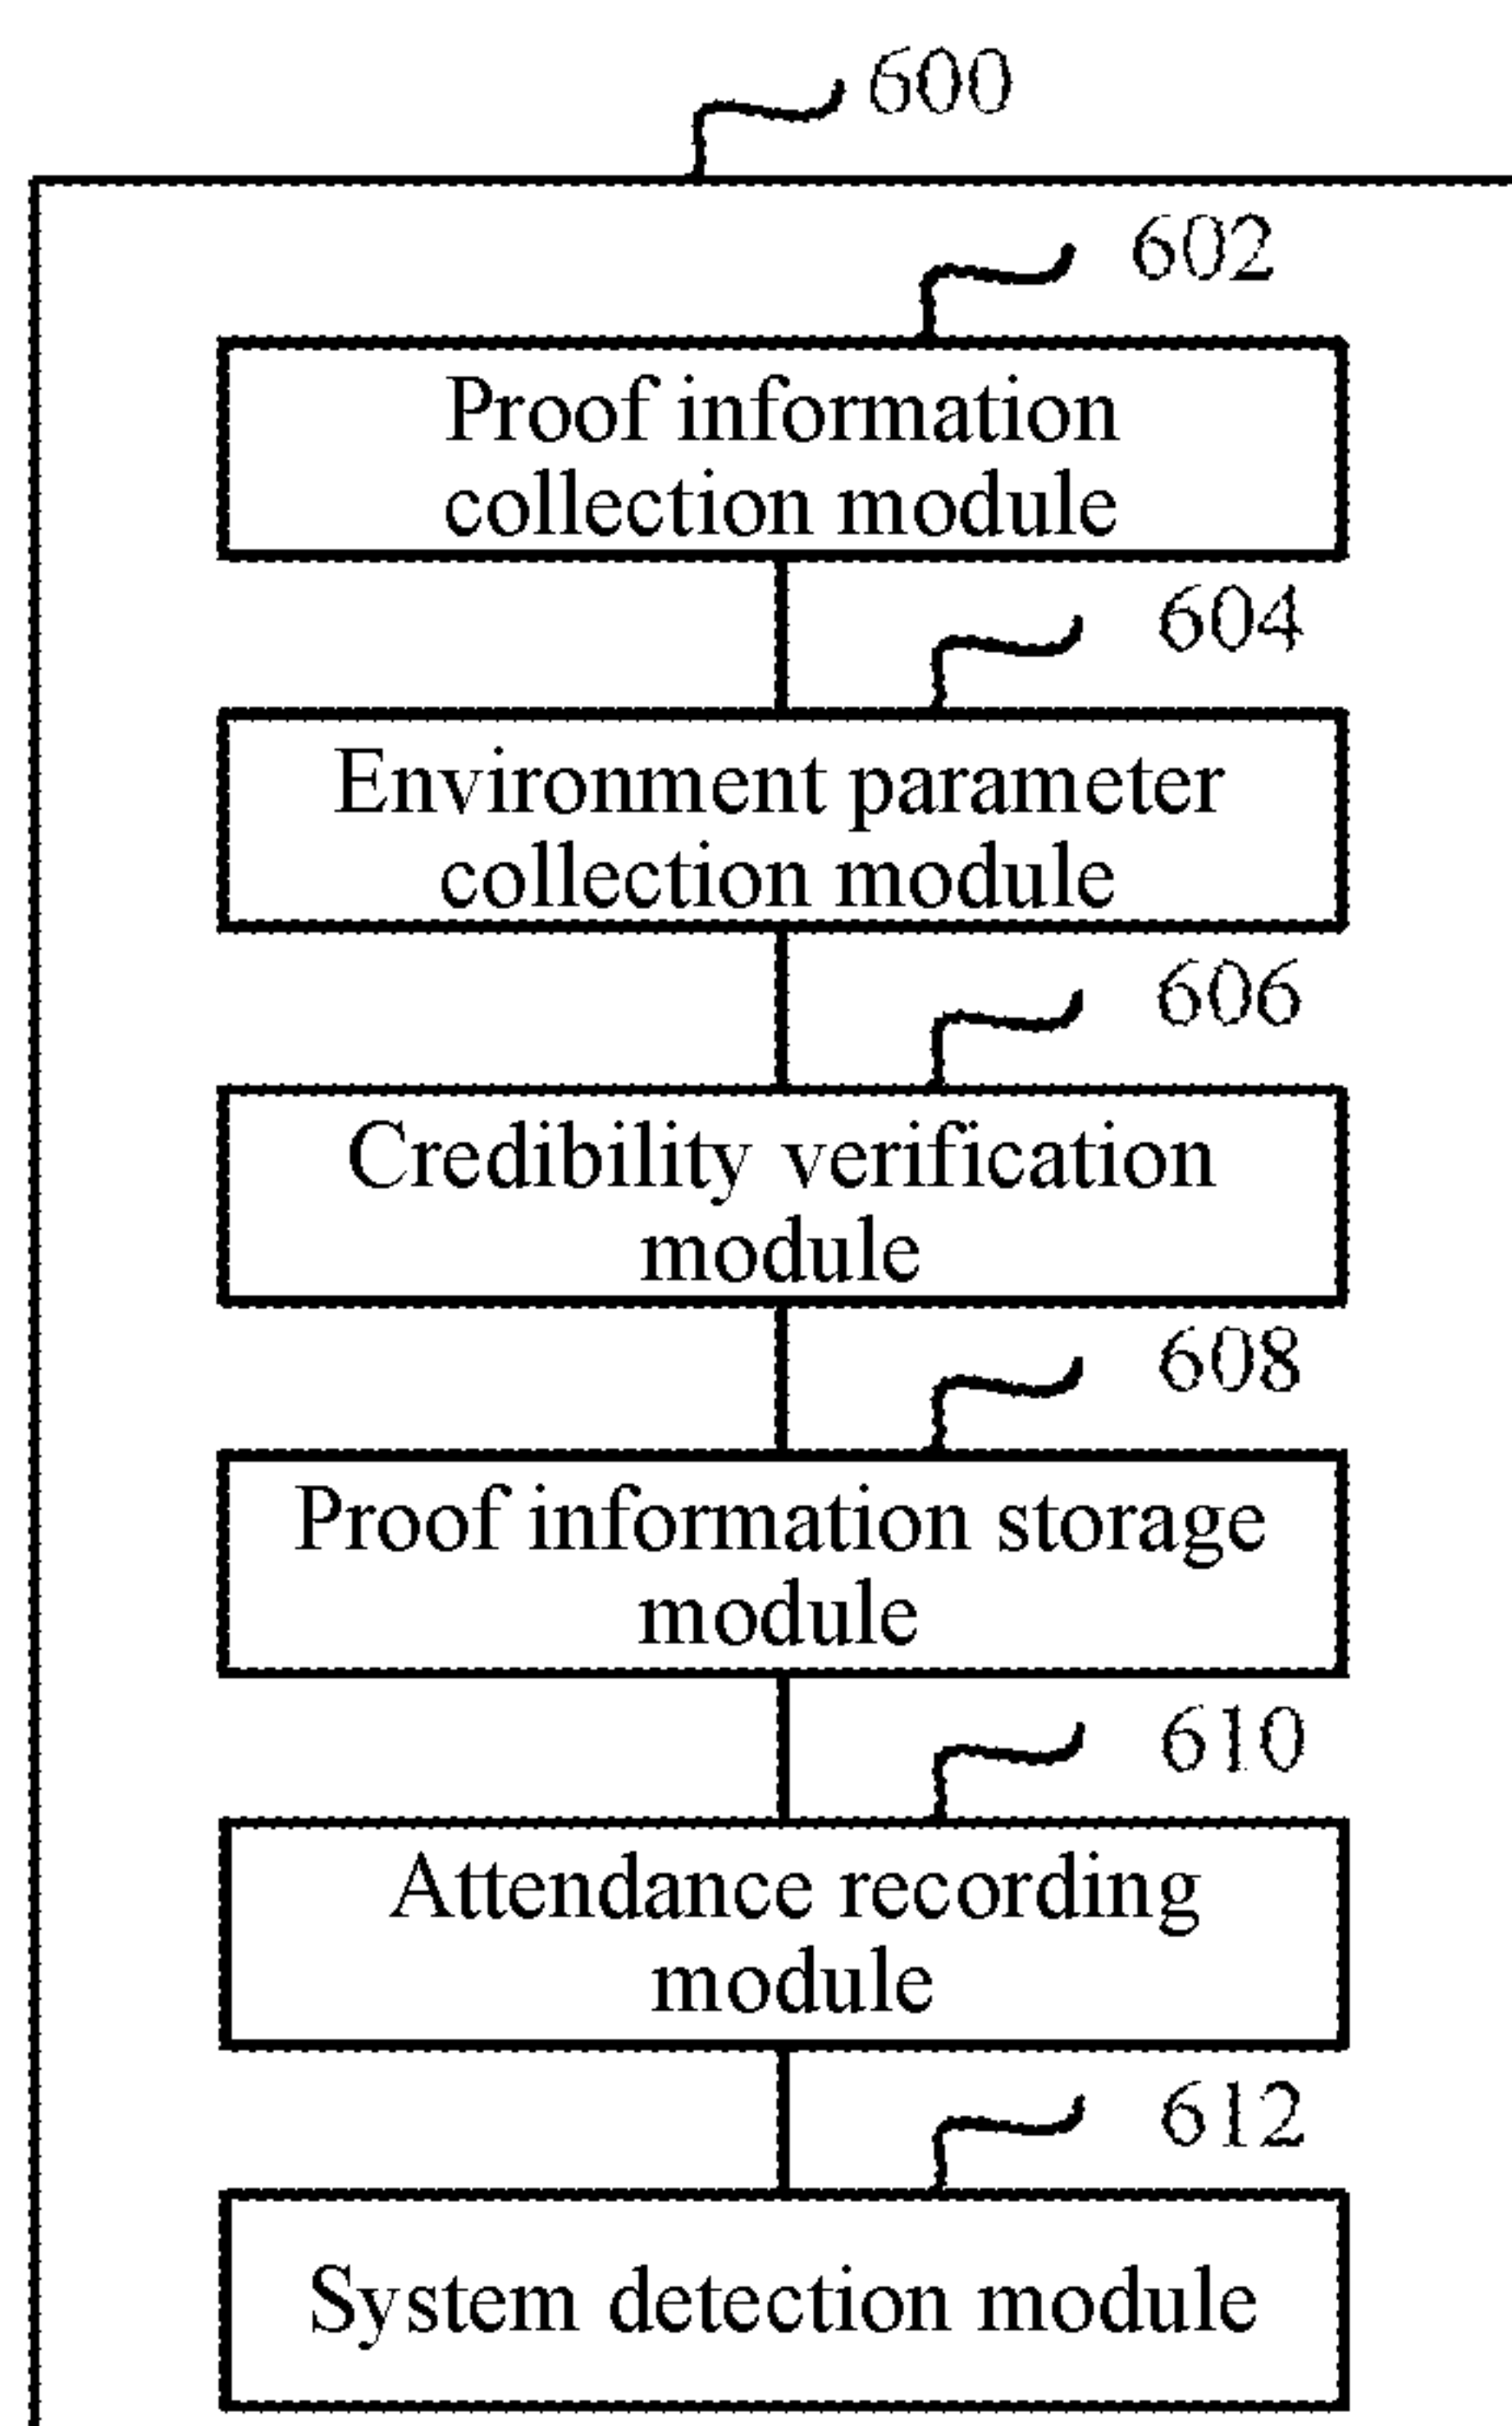 600
602
Proof information
collection module
604
Environment parameter
collection module
606
Credibility verification
module
608
Proof information storage
module
610
Attendance recording
module
612
System detection module